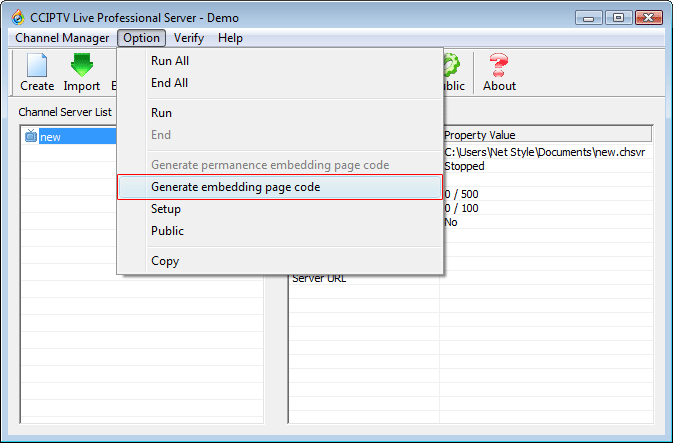 CCIPTV Live Professional Server - Demo
Channel Manager Option Verify Help
Create Import About
Run All
End All
Run
End
Generate permanence embedding page code
Generate embedding page code
Setup
Public
Copy
Channel Server List
new
Property Value
C:\Users\Net Style\Documents\new.chsvr
Stopped
0 / 500
0 / 100
No
Server URL